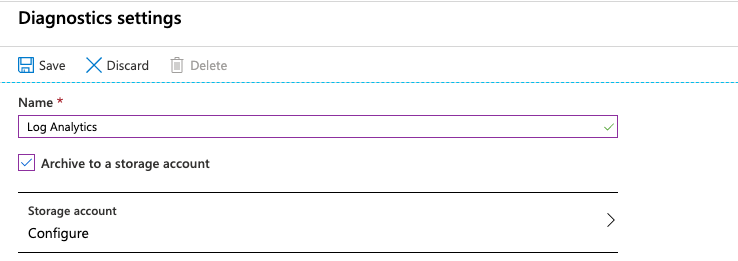 Diagnostics settings
Save Discard Delete
Name *
Log Analytics
Archive to a storage account
Storage account
Configure